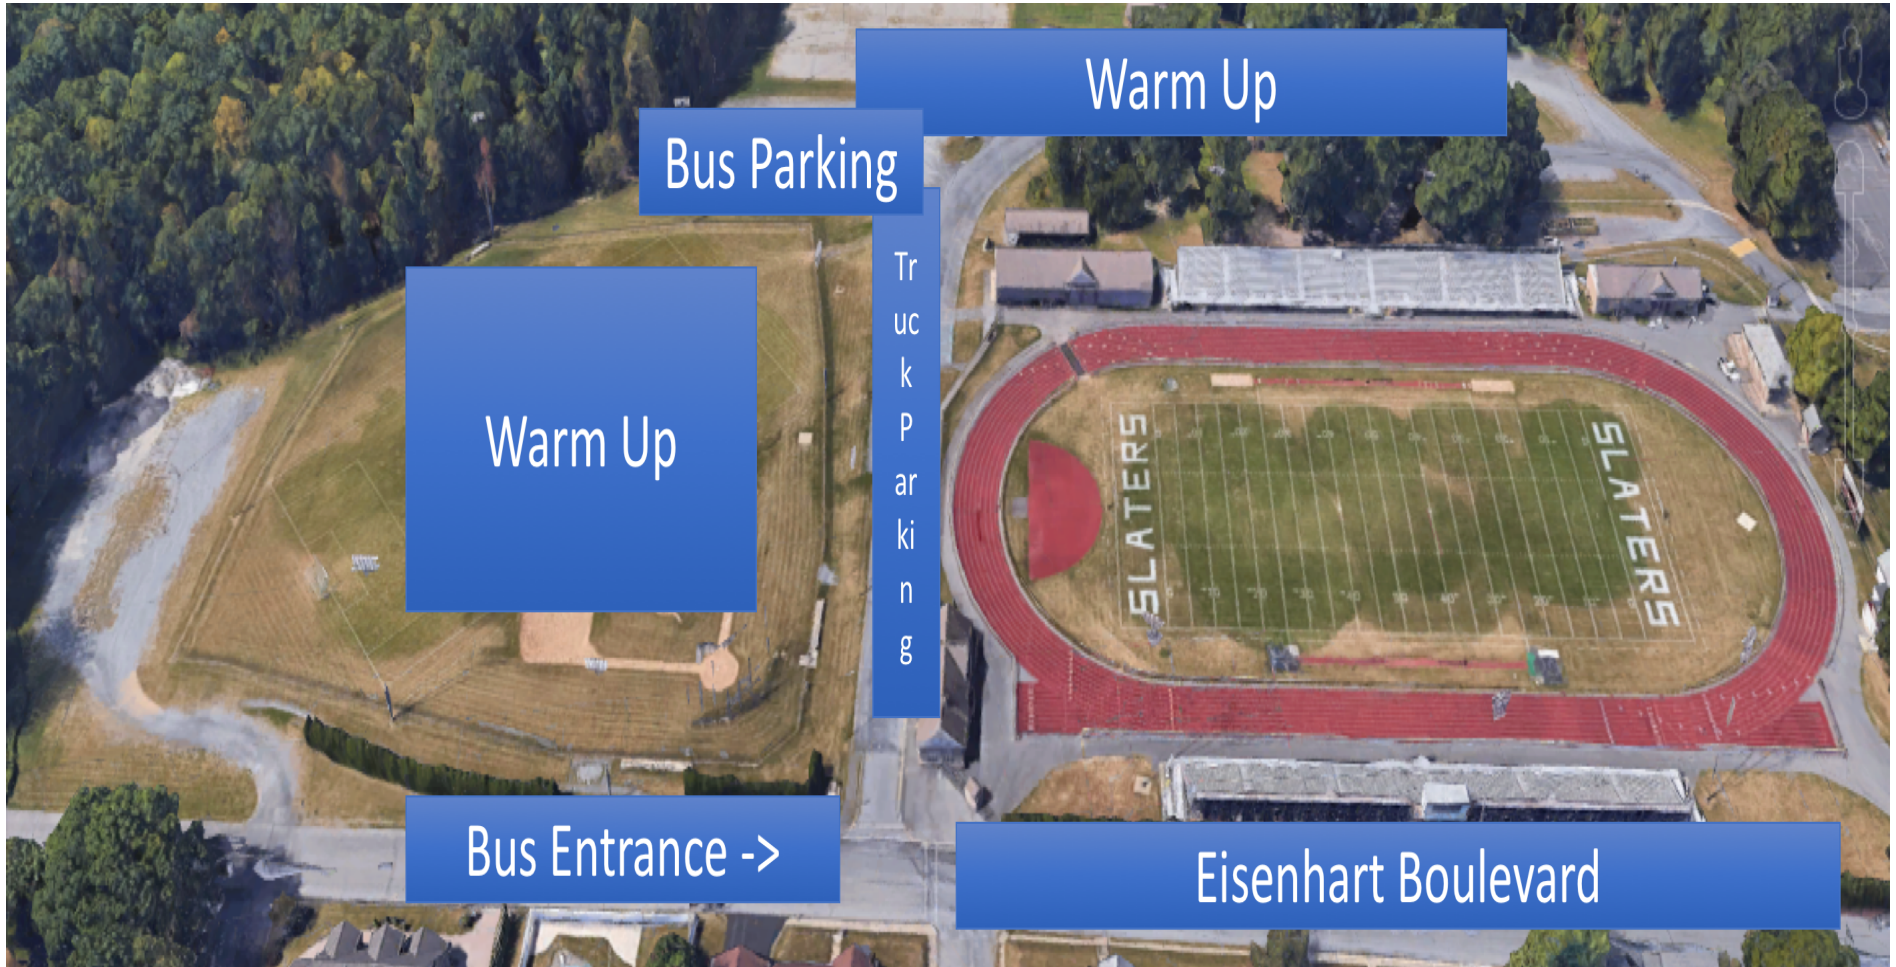 Warm Up
Bus Parking
Tr
uc
k
P
ar
ki
n
g
Warm Up
SLATERS
SLATERS
Bus Entrance ->
Eisenhart Boulevard